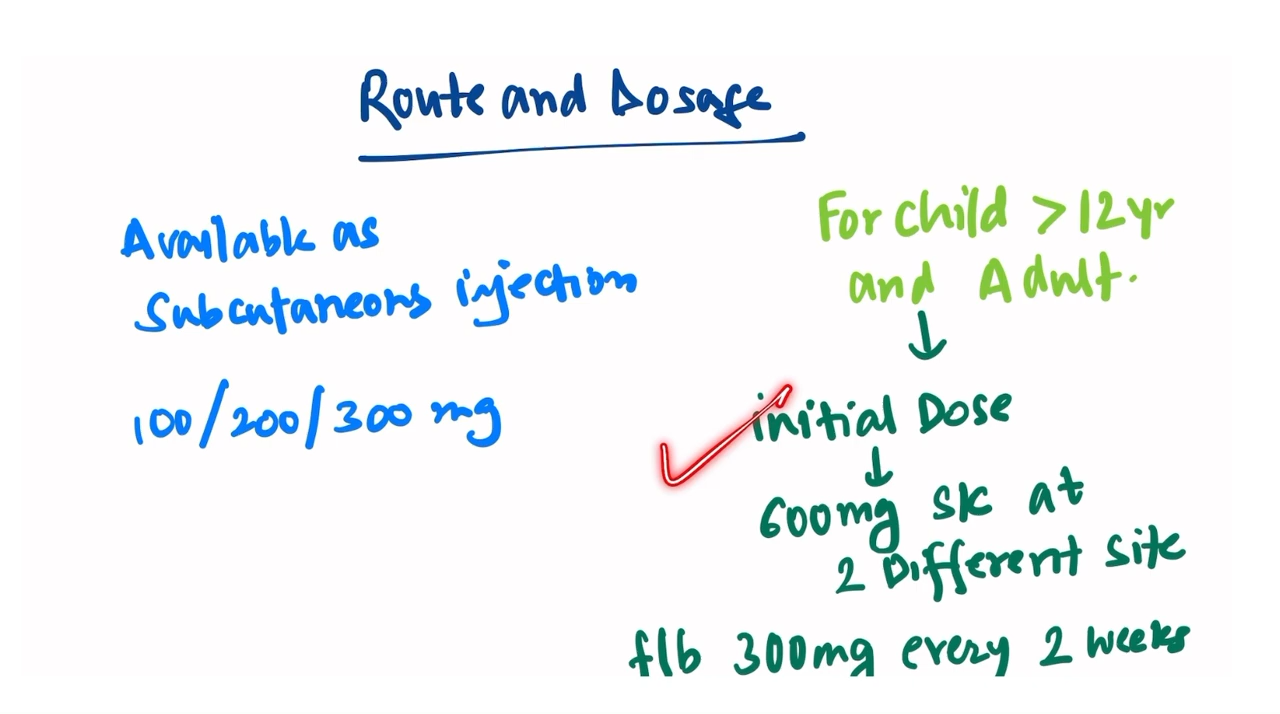 Route and Dosage
Available as
Subcutaneous injection
100/200/300 mg
For child >12yr
and Adult.
↓
initial Dose
↓
600mg s/c at
2 Different site
f/b 300mg every 2 weeks